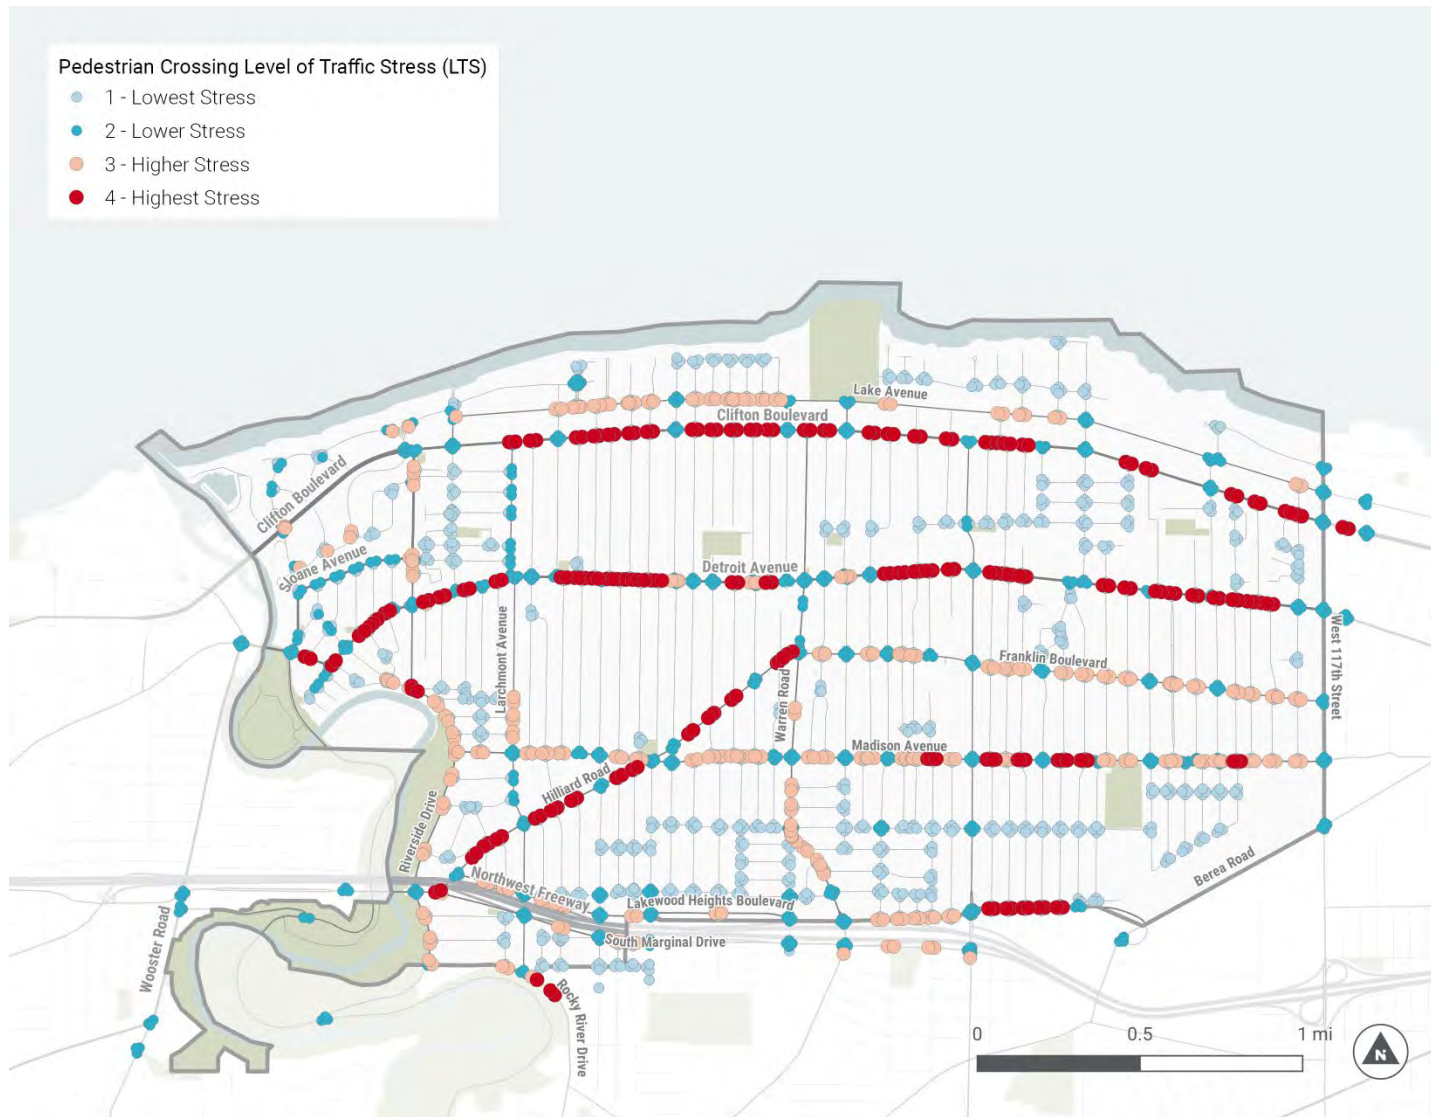 Pedestrian Crossing Level of Traffic Stress (LTS)
1 - Lowest Stress
2 - Lower Stress
3 - Higher Stress
4 - Highest Stress
Lake Avenue
Clifton Boulevard
Clifton Boulevard
Sloane Avenue
Detroit Avenue
Larchmont Avenue
Franklin Boulevard
West 117th Street
Warren Road
Madison Avenue
Hilliard Road
Riverside Drive
Berea Road
Northwest Freeway
Lakewood Heights Boulevard
South Marginal Drive
Wooster Road
Rocky River Drive
0 0.5 1 mi
N